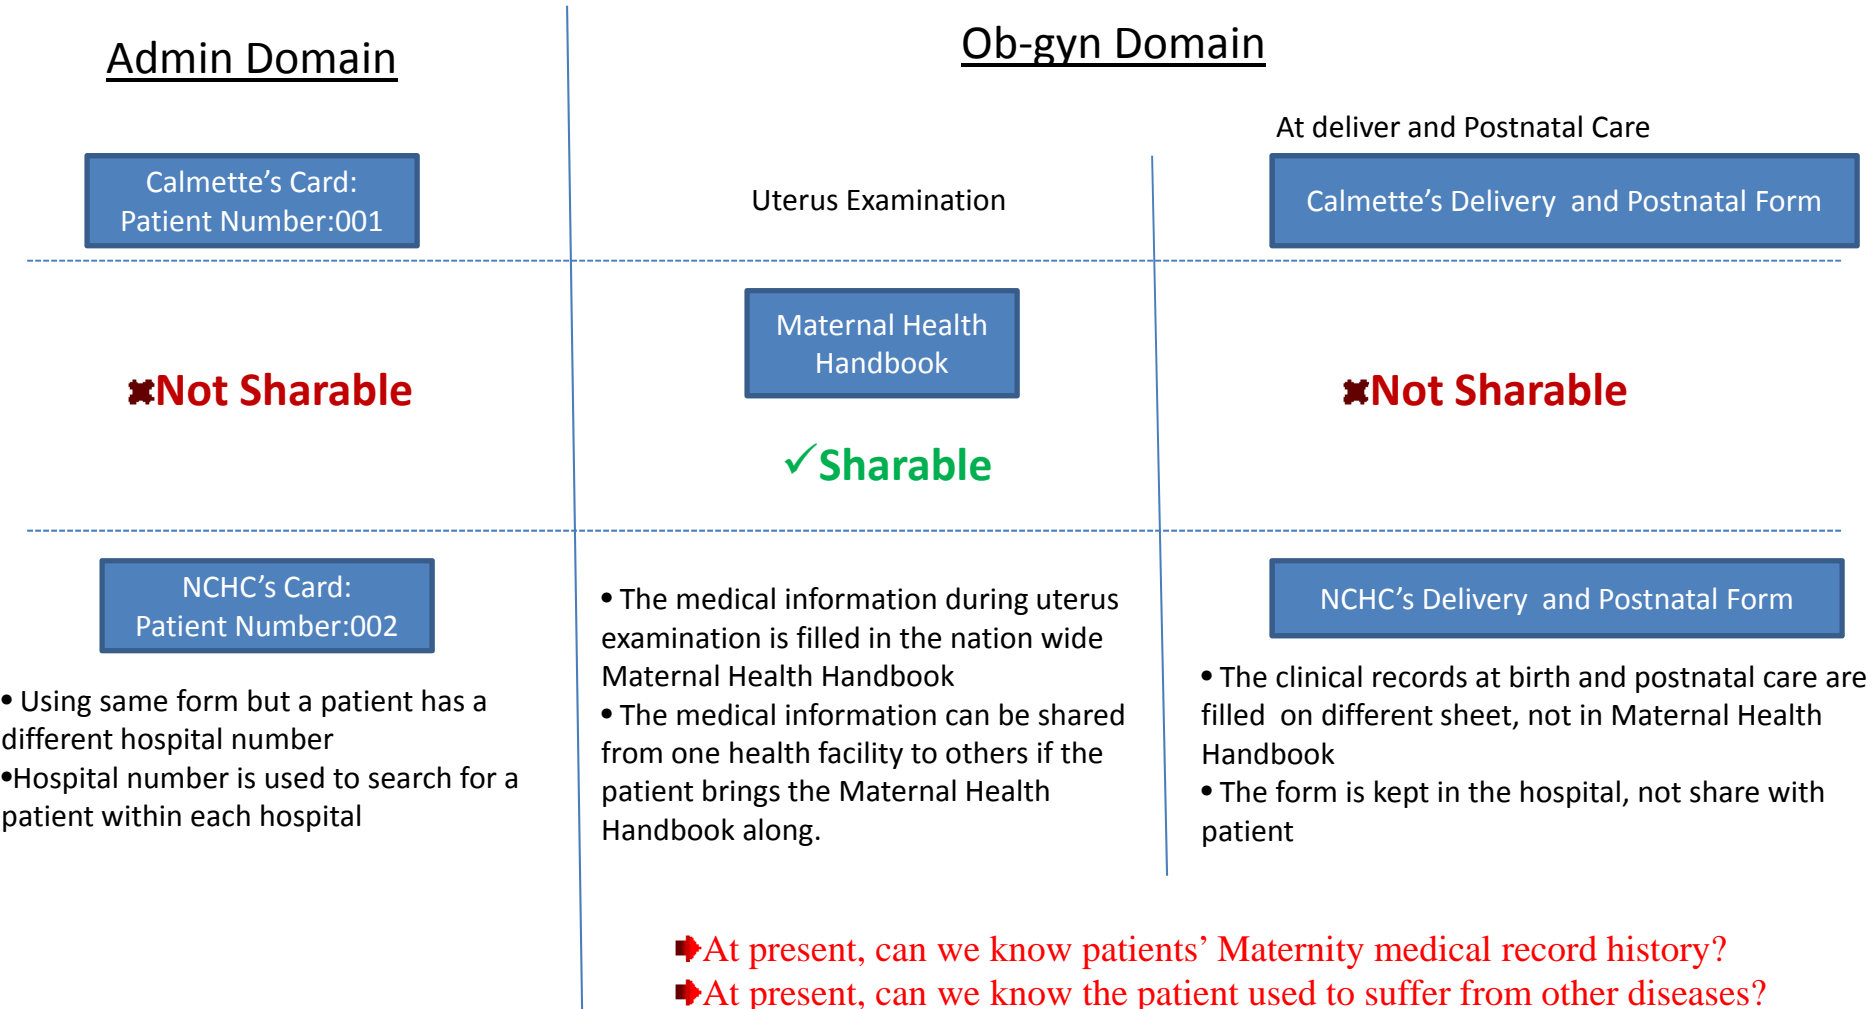 Admin Domain
Calmette’s Card:
Patient Number:001
✖Not Sharable
NCHC’s Card:
Patient Number:002
• Using same form but a patient has a
different hospital number
•Hospital number is used to search for a
patient within each hospital
Ob-gyn Domain
Uterus Examination
Maternal Health
Handbook
✓Sharable
• The medical information during uterus
examination is filled in the nation wide
Maternal Health Handbook
• The medical information can be shared
from one health facility to others if the
patient brings the Maternal Health
Handbook along.
At deliver and Postnatal Care
Calmette’s Delivery and Postnatal Form
✖Not Sharable
NCHC’s Delivery and Postnatal Form
• The clinical records at birth and postnatal care are
filled on different sheet, not in Maternal Health
Handbook
• The form is kept in the hospital, not share with
patient
At present, can we know patients’ Maternity medical record history?
At present, can we know the patient used to suffer from other diseases?